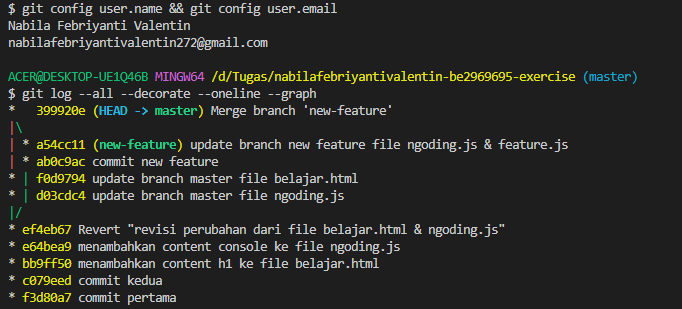 $ git config user.name && git config user.email
Nabila Febriyanti Valentin
nabilafebriyantivalentin272@gmail.com
ACER@DESKTOP-UE1Q46B MINGW64 /d/Tugas/nabilafebriyantivalentin-be2969695-exercise (master)
$ git log --all --decorate --oneline --graph
*   399920e (HEAD -> master) Merge branch 'new-feature'
|\
| * a54cc11 (new-feature) update branch new feature file ngoding.js & feature.js
| * ab0c9ac commit new feature
* | f0d9794 update branch master file belajar.html
* | d03cdc4 update branch master file ngoding.js
|/
* ef4eb67 Revert "revisi perubahan dari file belajar.html & ngoding.js"
* e64bea9 menambahkan content console ke file ngoding.js
* bb9ff50 menambahkan content h1 ke file belajar.html
* c079eed commit kedua
* f3d80a7 commit pertama